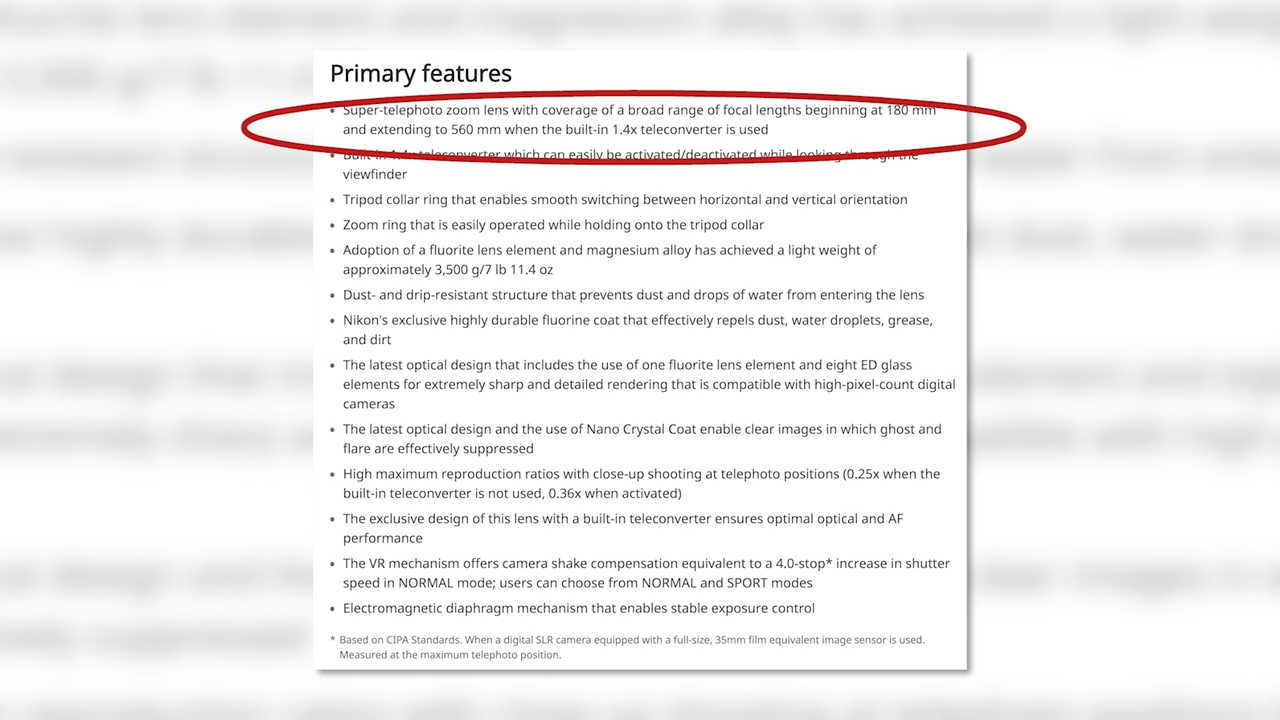 Primary features
• Super-telephoto zoom lens with coverage of a broad range of focal lengths beginning at 180 mm
and extending to 560 mm when the built-in 1.4x teleconverter is used
• Built-in 1.4x teleconverter which can easily be activated/deactivated while looking through the
viewfinder
• Tripod collar ring that enables smooth switching between horizontal and vertical orientation
• Zoom ring that is easily operated while holding onto the tripod collar
• Adoption of a fluorite lens element and magnesium alloy has achieved a light weight of
approximately 3,500 g/7 lb 11.4 oz
• Dust- and drip-resistant structure that prevents dust and drops of water from entering the lens
• Nikon's exclusive highly durable fluorine coat that effectively repels dust, water droplets, grease,
and dirt
• The latest optical design that includes the use of one fluorite lens element and eight ED glass
elements for extremely sharp and detailed rendering that is compatible with high-pixel-count digital
cameras
• The latest optical design and the use of Nano Crystal Coat enable clear images in which ghost and
flare are effectively suppressed
• High maximum reproduction ratios with close-up shooting at telephoto positions (0.25x when the
built-in teleconverter is not used, 0.36x when activated)
• The exclusive design of this lens with a built-in teleconverter ensures optimal optical and AF
performance
• The VR mechanism offers camera shake compensation equivalent to a 4.0-stop* increase in shutter
speed in NORMAL mode; users can choose from NORMAL and SPORT modes
• Electromagnetic diaphragm mechanism that enables stable exposure control
* Based on CIPA Standards. When a digital SLR camera equipped with a full-size, 35mm film equivalent image sensor is used.
Measured at the maximum telephoto position.